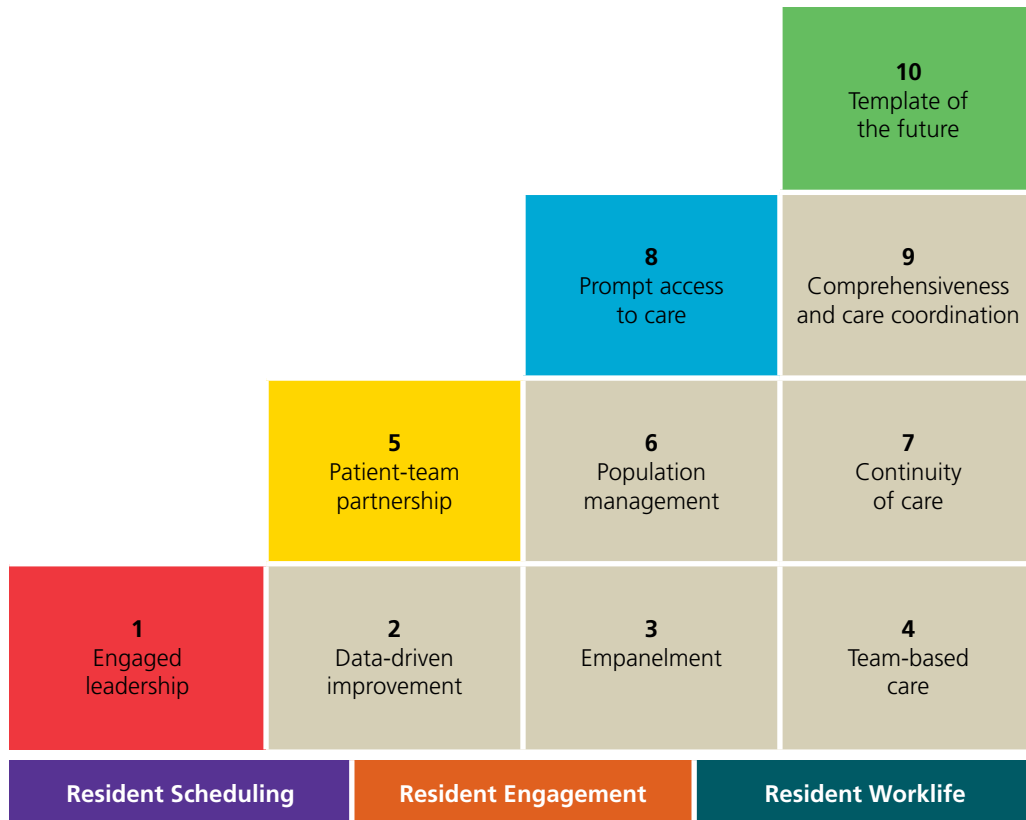 10
Template of
the future
8
Prompt access
to care
9
Comprehensiveness
and care coordination
5
Patient-team
partnership
6
Population
management
7
Continuity
of care
1
Engaged
leadership
2
Data-driven
improvement
3
Empanelment
4
Team-based
care
Resident Scheduling
Resident Engagement
Resident Worklife